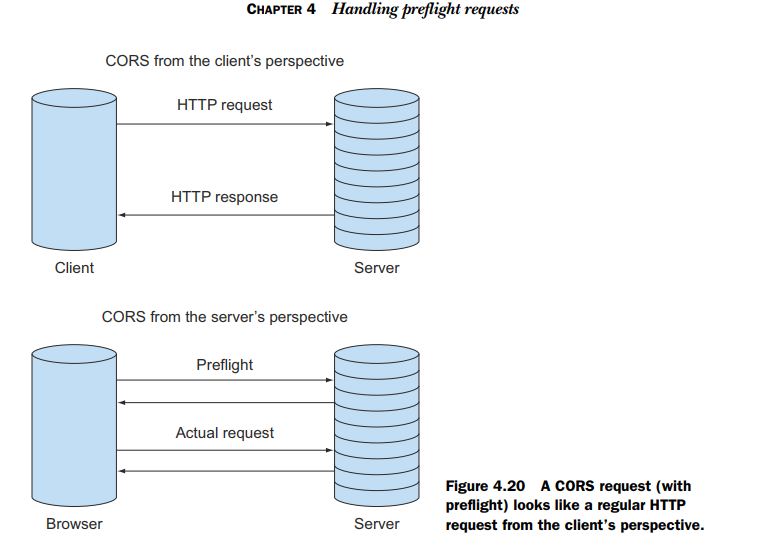 CHAPTER 4 Handling preflight requests
CORS from the client's perspective
HTTP request
HTTP response
Client
Server
CORS from the server's perspective
Preflight
Actual request
Browser
Server
Figure 4.20 A CORS request (with
preflight) looks like a regular HTTP
request from the client's perspective.